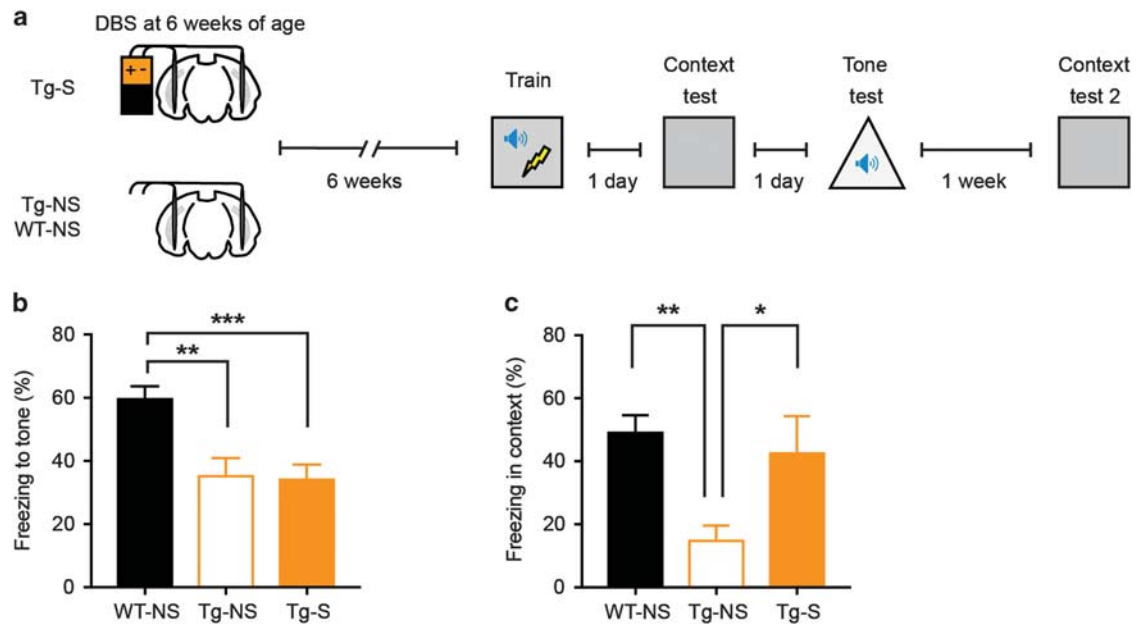 a
DBS at 6 weeks of age
+ -
Tg-S
Tg-NS
WT-NS
6 weeks
Train
1 day
Context
test
1 day
Tone
test
1 week
Context
test 2
b
Freezing to tone (%)
80
60
40
20
0
***
**
WT-NS Tg-NS Tg-S
c
Freezing in context (%)
80
60
40
20
0
** *
WT-NS Tg-NS Tg-S